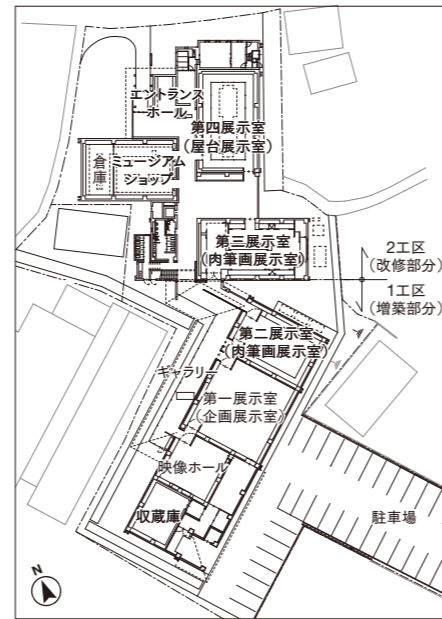 エントランス
ホール
第四展示室
（屋台展示室）
倉庫
ミュージアム
ショップ
第三展示室
（肉筆画展示室）
2工区
（改修部分）
1工区
（増築部分）
第二展示室
（肉筆画展示室）
ギャラリー
第一展示室
（企画展示室）
映像ホール
収蔵庫
駐車場
N